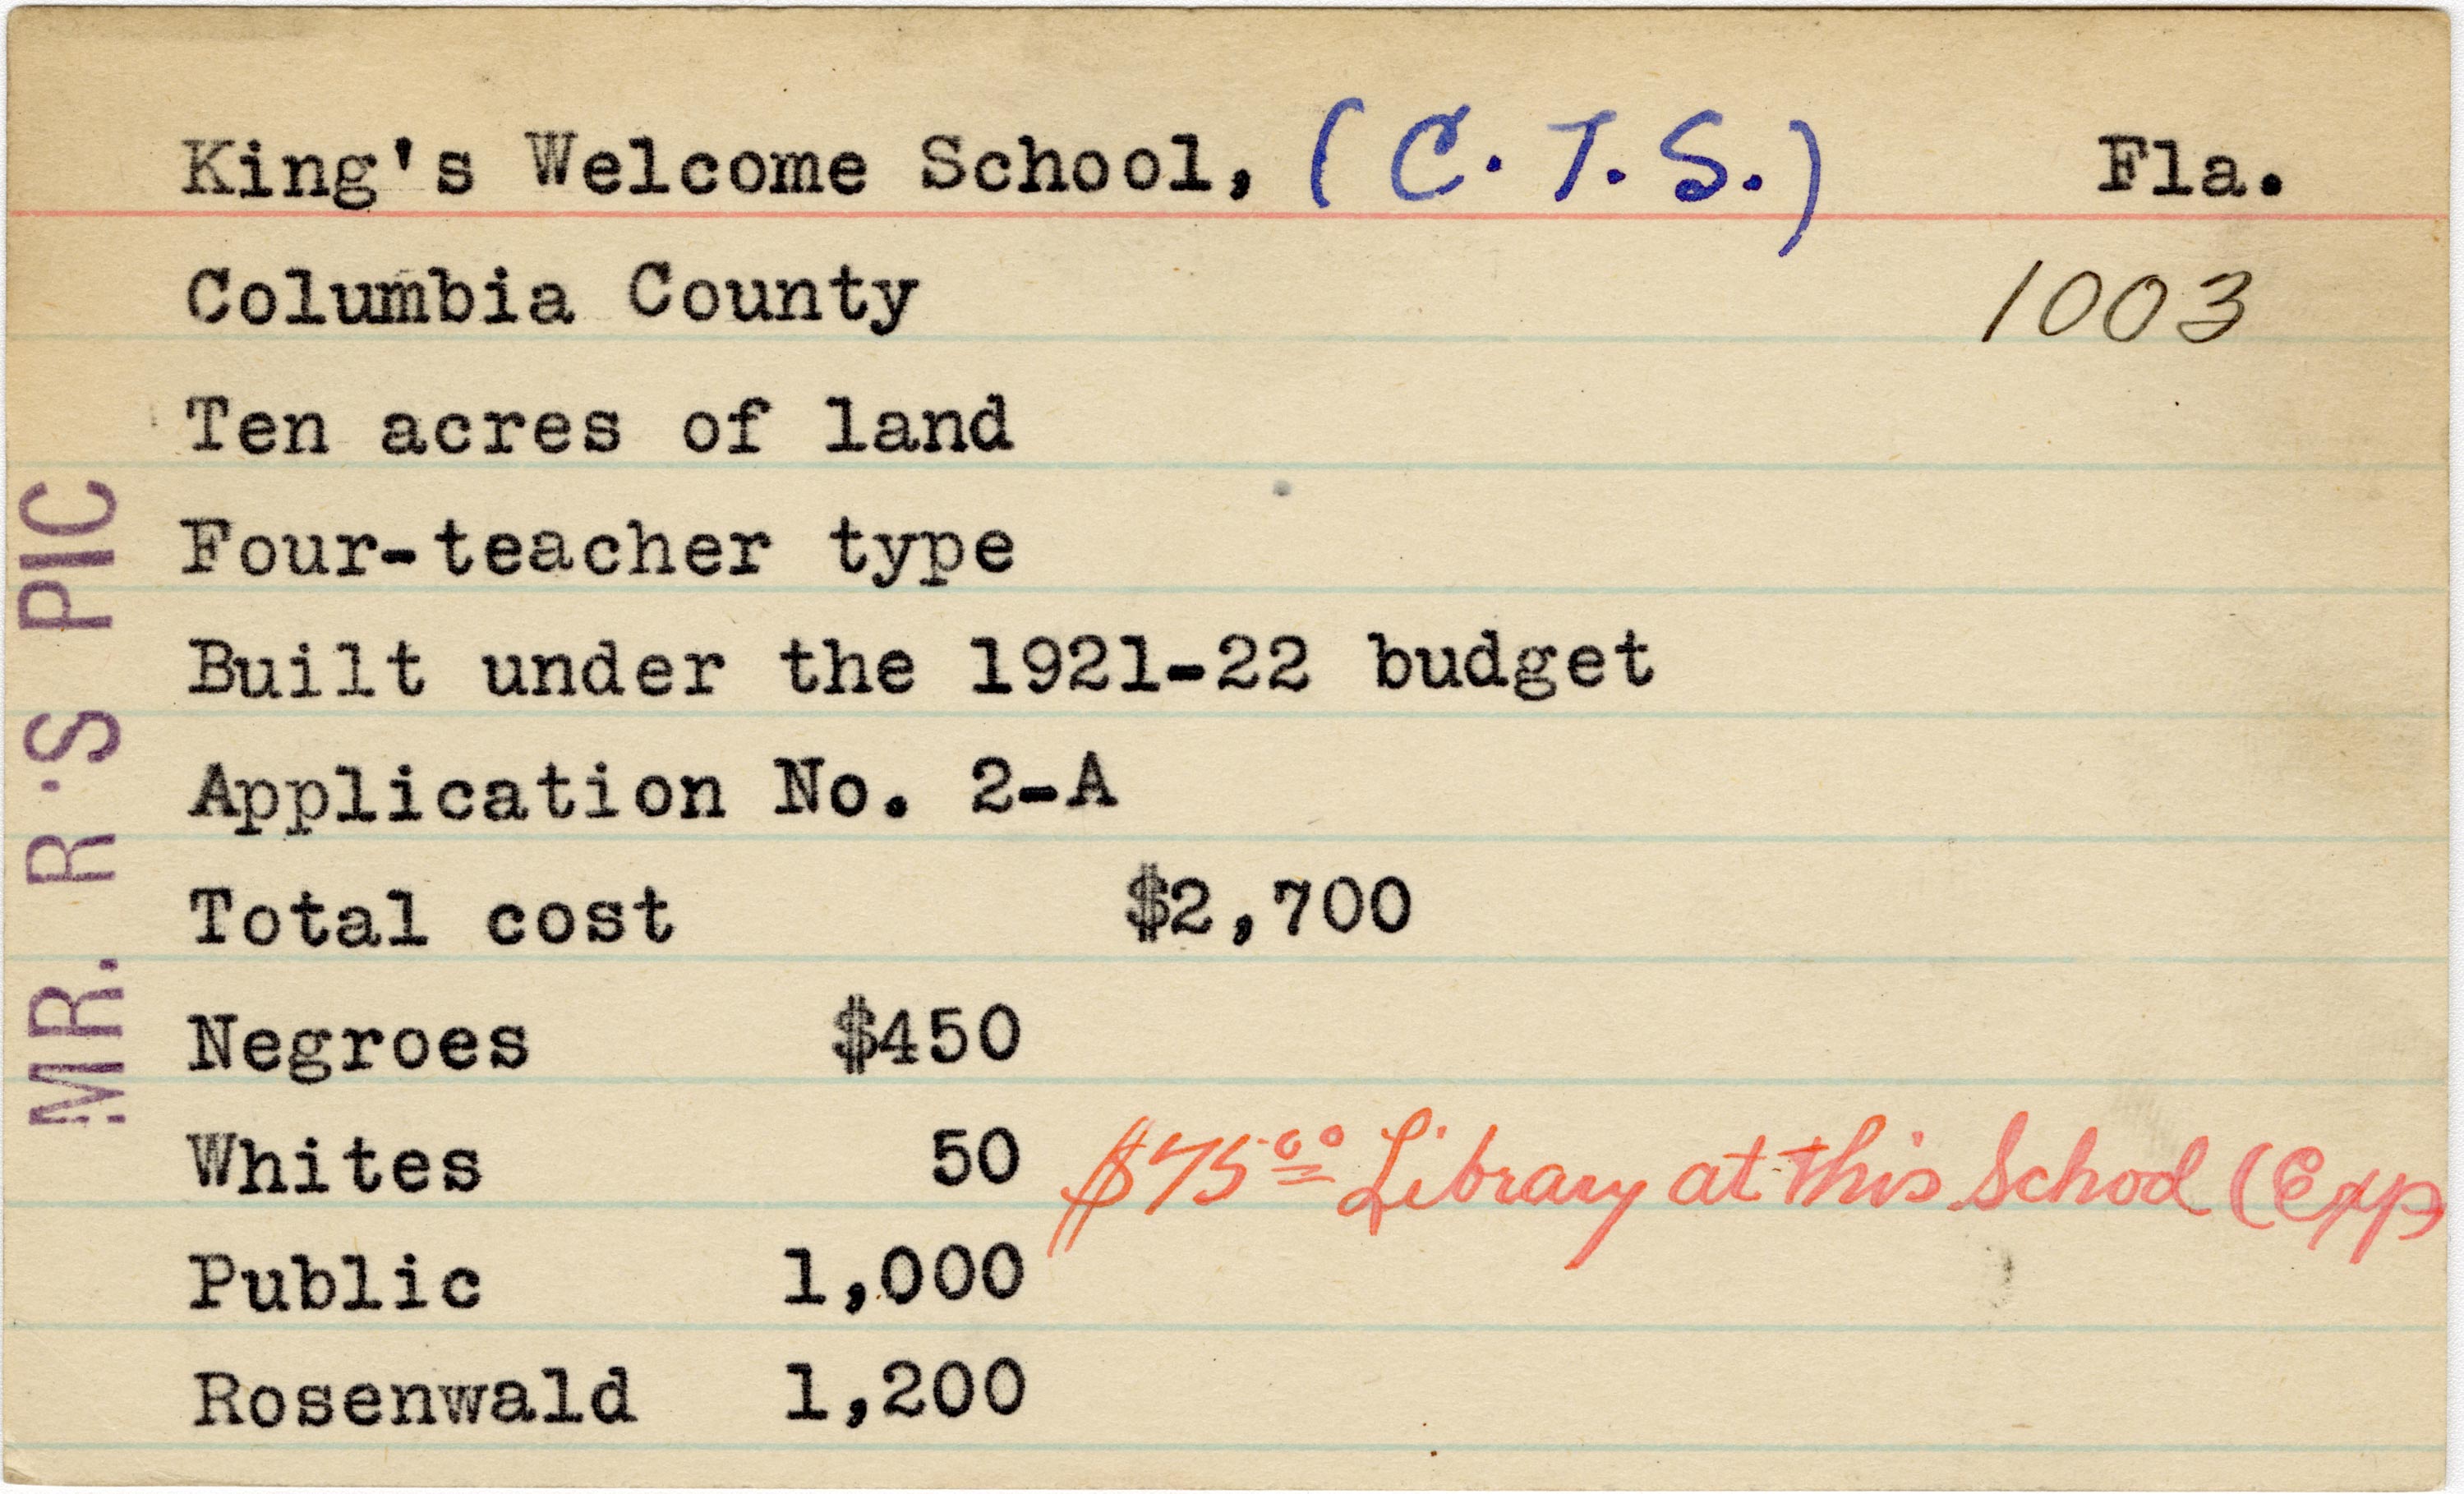 King's Welcome School, (C. T. S.) Fla.
Columbia County 1003
Ten acres of land
Four-teacher type
Built under the 1921-22 budget
Application No. 2-A
Total cost $2,700
Negroes $450
Whites 50 $75.00 Library at this School (Exp
Public 1,000
Rosenwald 1,200
MR. R·S PIC